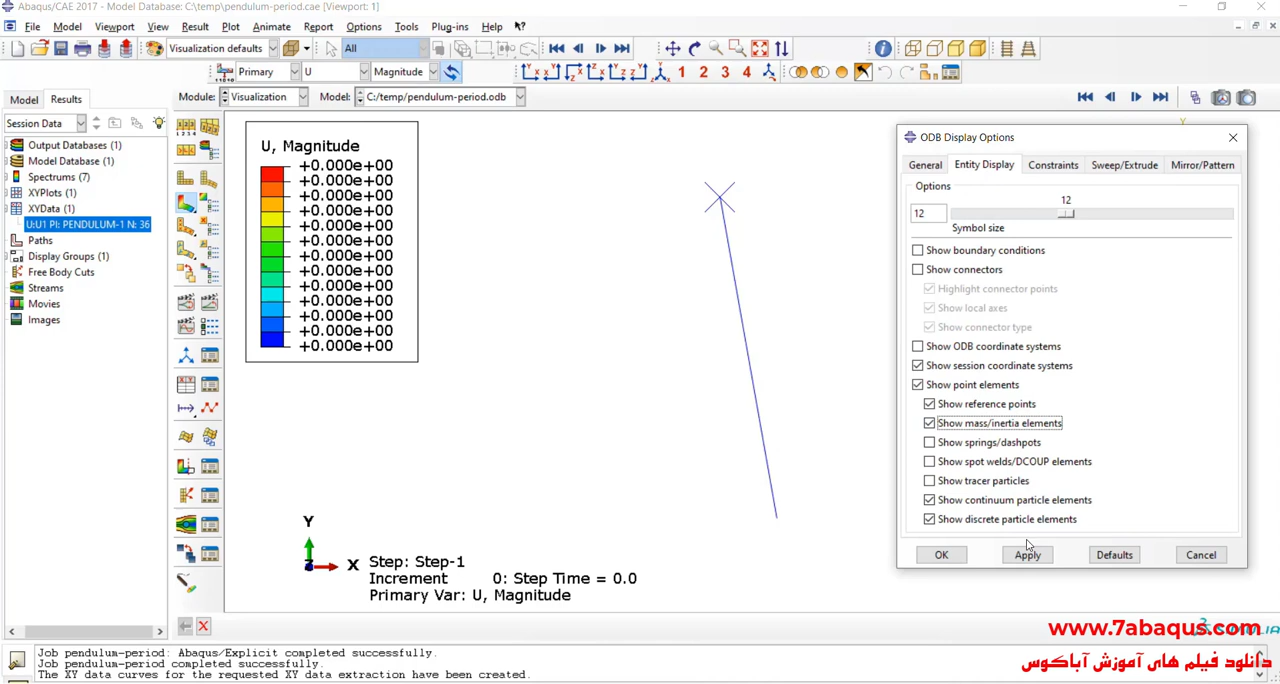 Abaqus/CAE 2017 - Model Database: C:\temp\pendulum-period.cae [Viewport: 1]
File Model Viewport View Result Plot Animate Report Options Tools Plug-ins Help
Visualization defaults All
Primary U Magnitude 1 2 3 4
Model Results Module: Visualization Model: C:/temp/pendulum-period.odb
Session Data
Output Databases (1)
Model Database (1)
Spectrums (7)
XYPlots (1)
XYData (1)
U:U1 PI: PENDULUM-1 N: 36
Paths
Display Groups (1)
Free Body Cuts
Streams
Movies
Images
U, Magnitude
+0.000e+00
+0.000e+00
+0.000e+00
+0.000e+00
+0.000e+00
+0.000e+00
+0.000e+00
+0.000e+00
+0.000e+00
+0.000e+00
+0.000e+00
+0.000e+00
+0.000e+00
Y
Z X
Step: Step-1
Increment 0: Step Time = 0.0
Primary Var: U, Magnitude
Y
ODB Display Options
General Entity Display Constraints Sweep/Extrude Mirror/Pattern
Options
12
12
Symbol size
Show boundary conditions
Show connectors
Highlight connector points
Show local axes
Show connector type
Show ODB coordinate systems
Show session coordinate systems
Show point elements
Show reference points
Show mass/inertia elements
Show springs/dashpots
Show spot welds/DCOUP elements
Show tracer particles
Show continuum particle elements
Show discrete particle elements
OK Apply Defaults Cancel
www.7abaqus.com
دانلود فیلم های آموزش آباکوس
Job pendulum-period: Abaqus/Explicit completed successfully.
Job pendulum-period completed successfully.
The XY data curves for the requested XY data extraction have been created.